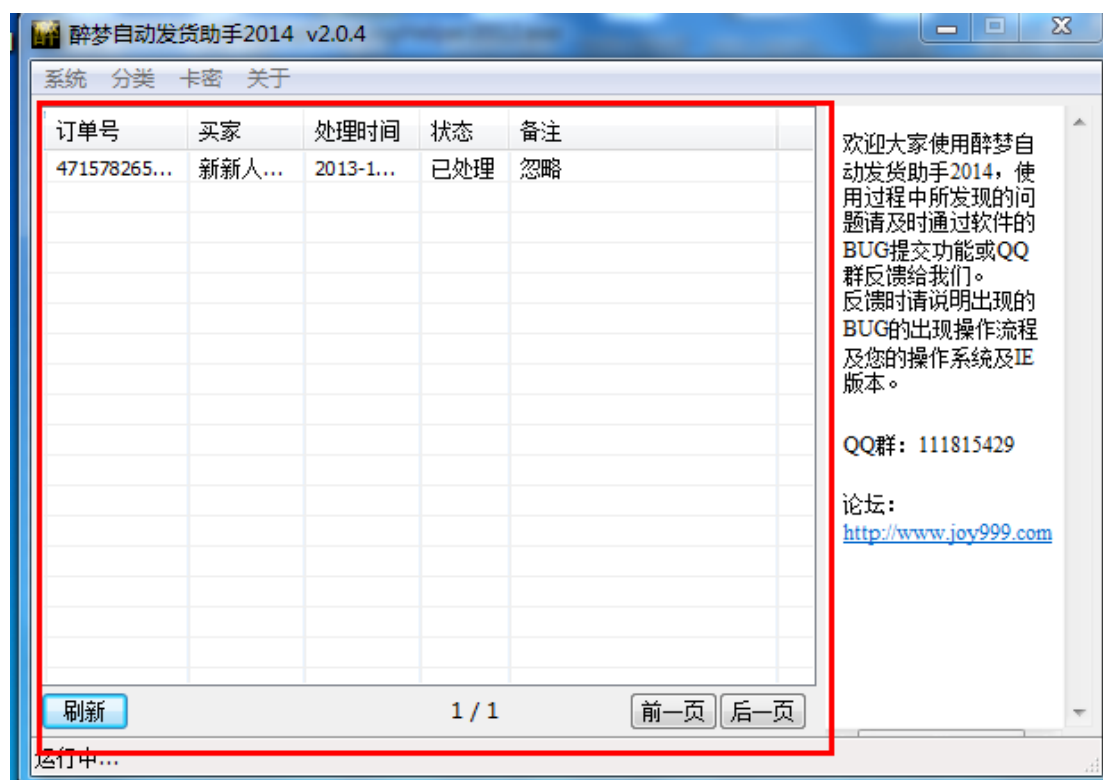 醉梦自动发货助手2014 v2.0.4
系统 分类 卡密 关于
订单号 买家 处理时间 状态 备注
471578265... 新新人... 2013-1... 已处理 忽略
欢迎大家使用醉梦自
动发货助手2014，使
用过程中所发现的问
题请及时通过软件的
BUG提交功能或QQ
群反馈给我们。
反馈时请说明出现的
BUG的出现操作流程
及您的操作系统及IE
版本。
QQ群：111815429
论坛：
http://www.joy999.com
刷新 1 / 1 前一页 后一页
运行中...